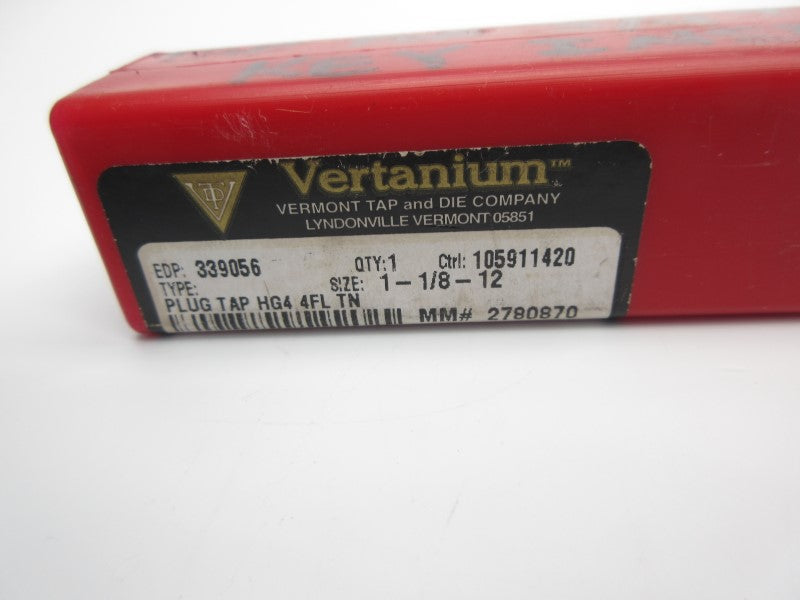 Vertanium™
VERMONT TAP and DIE COMPANY
LYNDONVILLE VERMONT 05851
EDP: 339056 QTY:1 Ctrl: 105911420
TYPE: SIZE: 1-1/8-12
PLUG TAP HG4 4FL TN
MM# 2780870